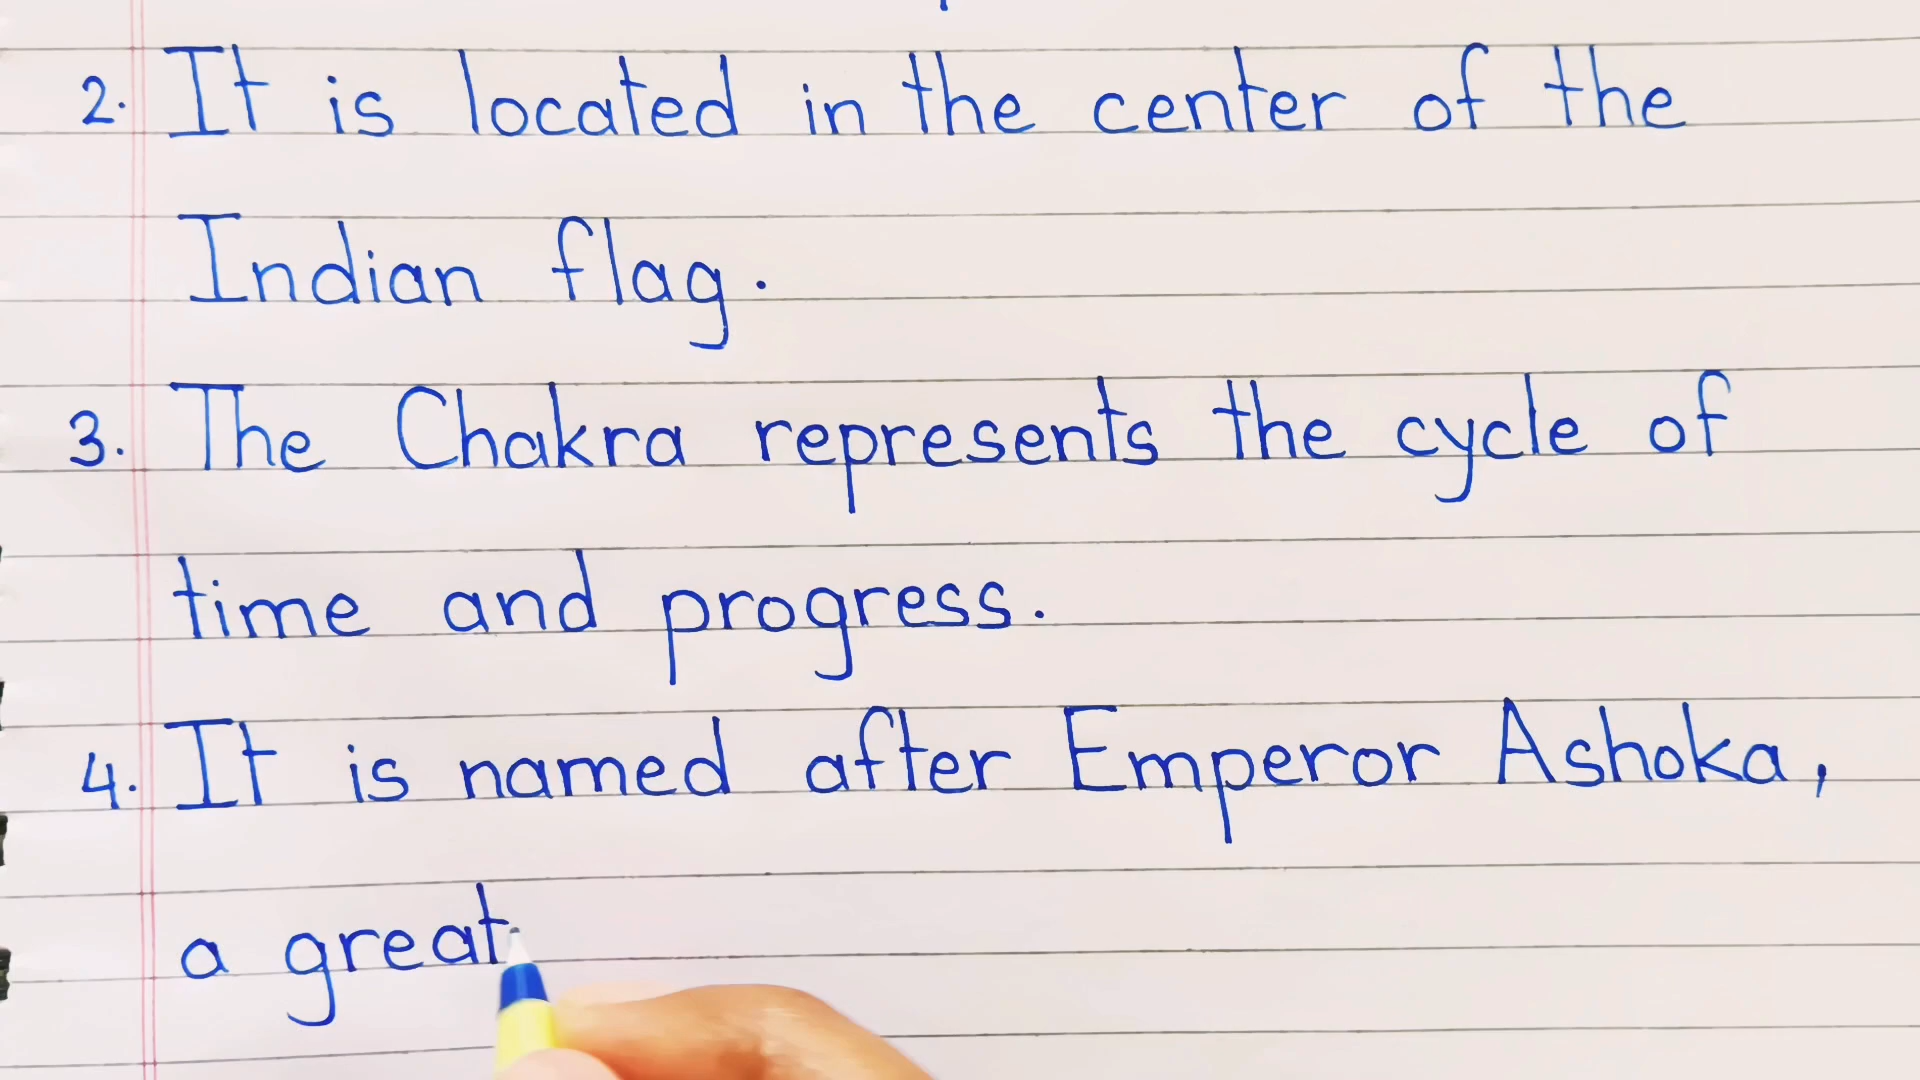 2. It is located in the center of the
Indian flag.
3. The Chakra represents the cycle of
time and progress.
4. It is named after Emperor Ashoka,
a great